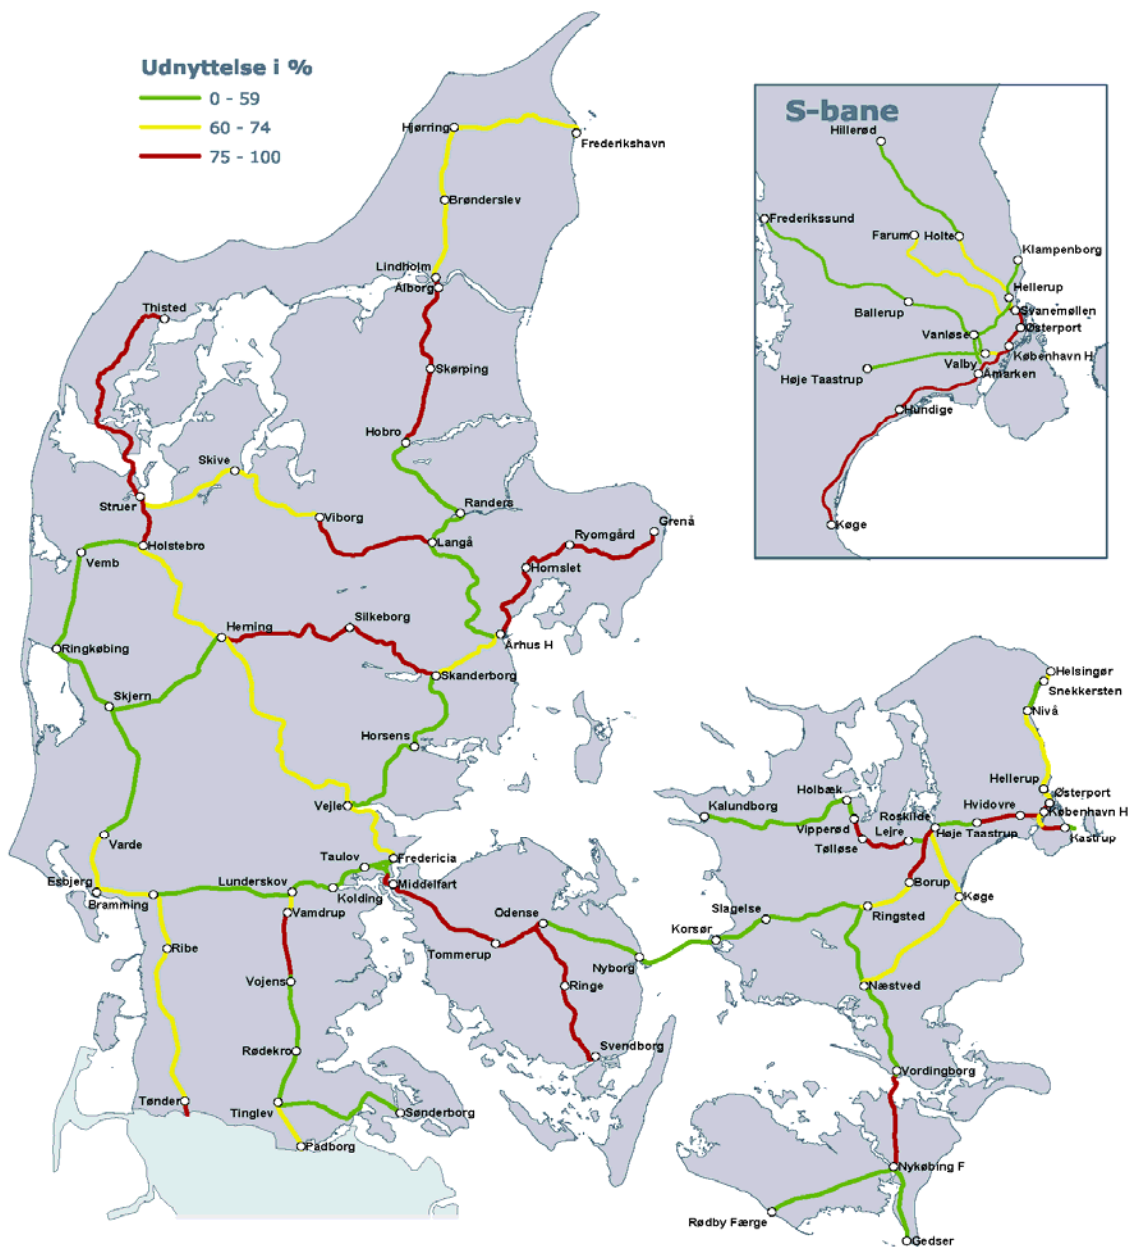 Udnyttelse i %
0 - 59
60 - 74
75 - 100
S-bane
Hillerød
Frederikssund
Farum
Holte
Klampenborg
Hellerup
Svanemøllen
Ballerup
Østerport
Vanløse
København H
Valby
Høje Taastrup
Åmarken
Hundige
Køge
Hjørring
Frederikshavn
Brønderslev
Lindholm
Ålborg
Thisted
Skørping
Hobro
Skive
Struer
Randers
Viborg
Grenå
Ryomgård
Holstebro
Langå
Vemb
Hornslet
Silkeborg
Herning
Århus H
Ringkøbing
Skanderborg
Skjern
Horsens
Vejle
Varde
Taulov
Fredericia
Esbjerg
Bramming
Lunderskov
Kolding
Middelfart
Vamdrup
Odense
Ribe
Tommerup
Nyborg
Vojens
Ringe
Rødekro
Svendborg
Tønder
Tinglev
Sønderborg
Padborg
Helsingør
Snekkersten
Nivå
Hellerup
Østerport
Holbæk
Kalundborg
Hvidovre
København H
Roskilde
Vipperød
Lejre
Høje Taastrup
Kastrup
Tølløse
Borup
Køge
Slagelse
Ringsted
Korsør
Næstved
Vordingborg
Nykøbing F
Rødby Færge
Gedser